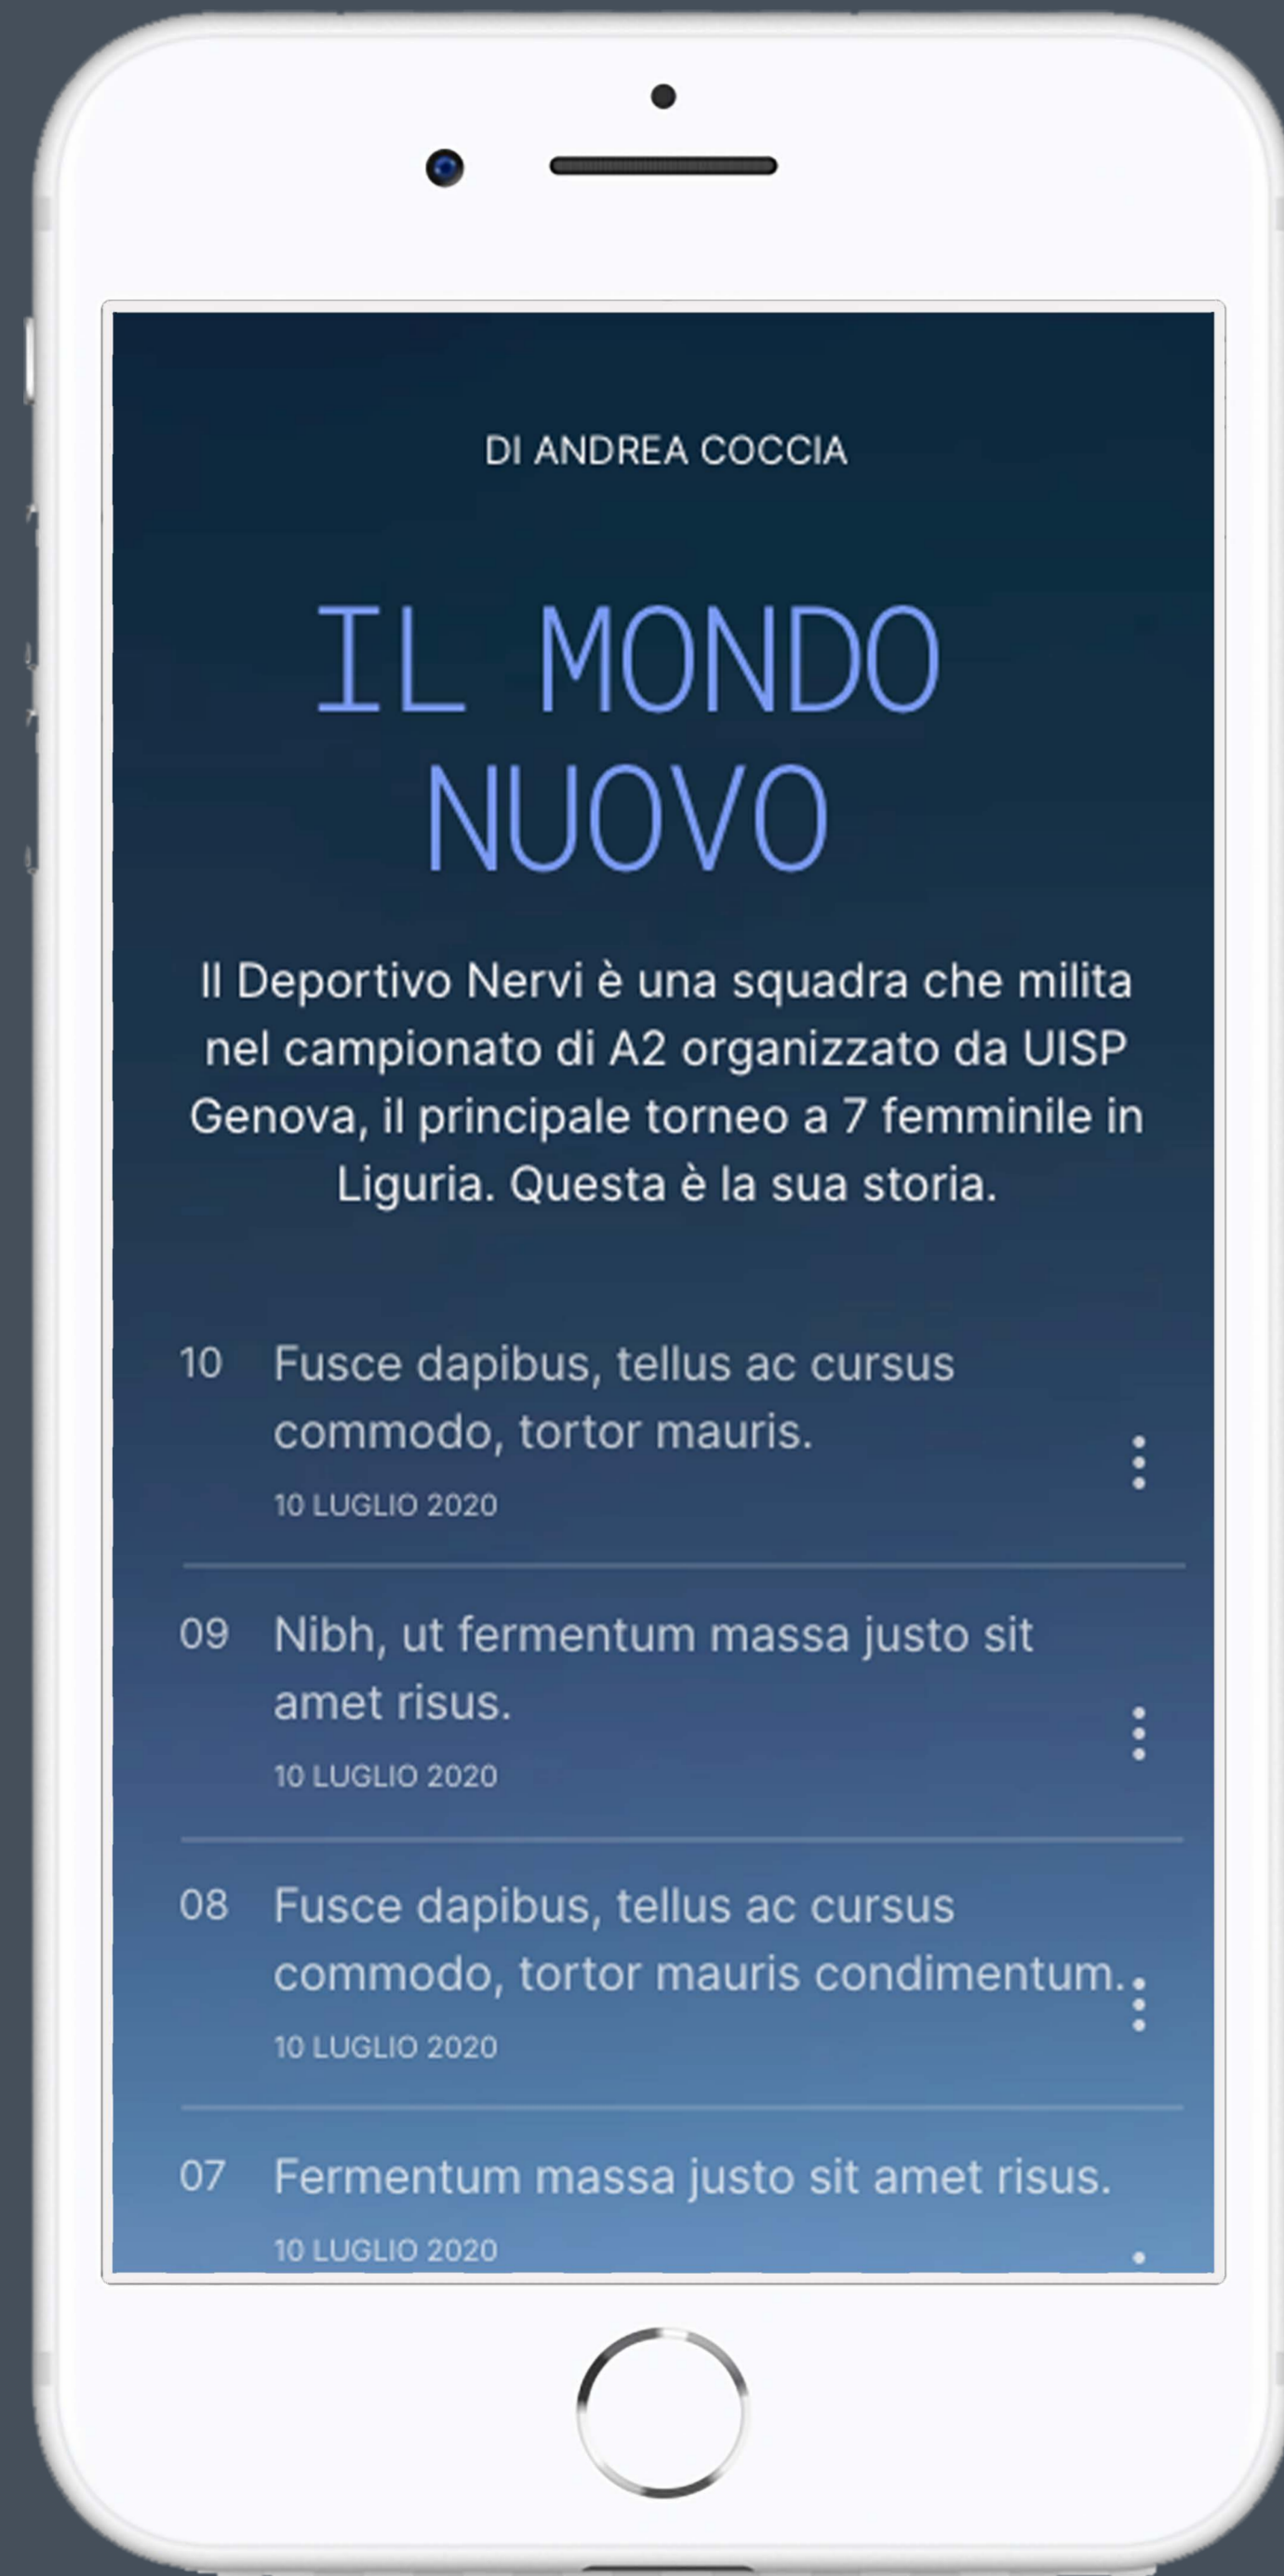 DI ANDREA COCCIA
IL MONDO
NUOVO
Il Deportivo Nervi è una squadra che milita
nel campionato di A2 organizzato da UISP
Genova, il principale torneo a 7 femminile in
Liguria. Questa è la sua storia.
10 Fusce dapibus, tellus ac cursus
commodo, tortor mauris.
10 LUGLIO 2020
09 Nibh, ut fermentum massa justo sit
amet risus.
10 LUGLIO 2020
08 Fusce dapibus, tellus ac cursus
commodo, tortor mauris condimentum.
10 LUGLIO 2020
07 Fermentum massa justo sit amet risus.
10 LUGLIO 2020